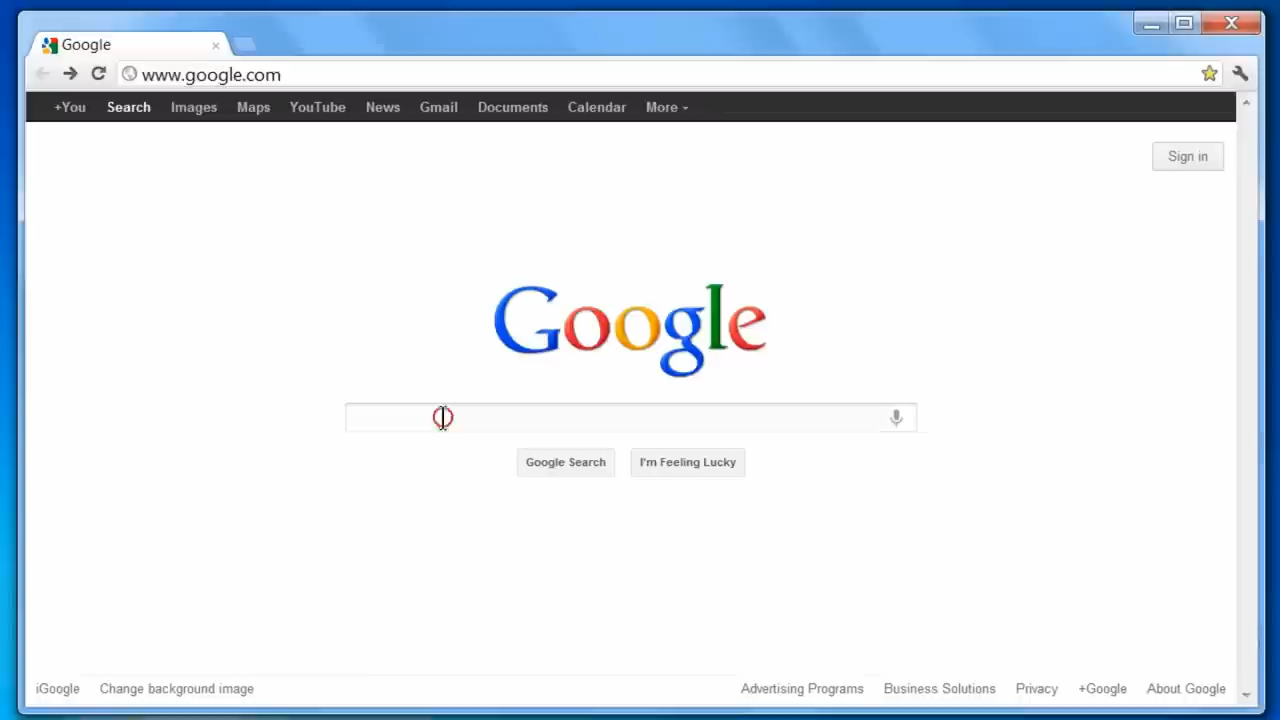 Google
www.google.com
+You Search Images Maps YouTube News Gmail Documents Calendar More
Sign in
Google
Google Search I'm Feeling Lucky
iGoogle Change background image Advertising Programs Business Solutions Privacy +Google About Google